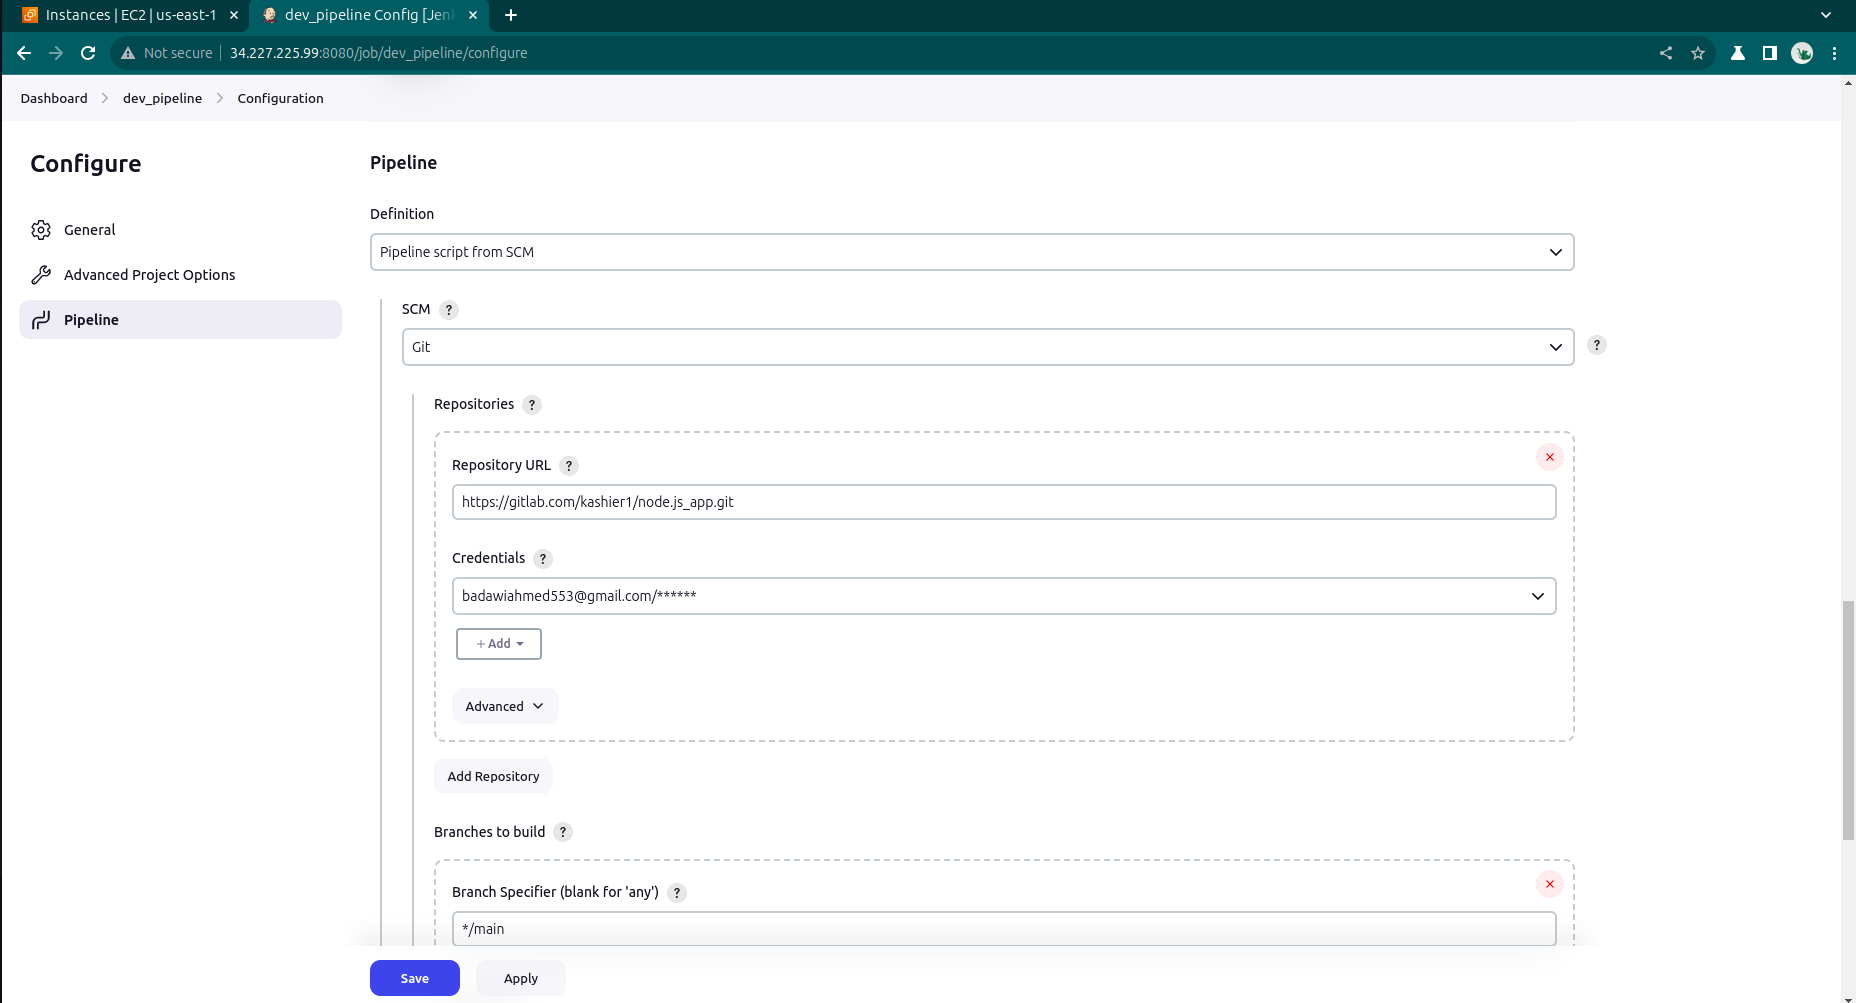 Instances | EC2 | us-east-1
dev_pipeline Config [Jen
Not secure
34.227.225.99:8080/job/dev_pipeline/configure
Dashboard
dev_pipeline
Configuration
Configure
General
Advanced Project Options
Pipeline
Pipeline
Definition
Pipeline script from SCM
SCM ?
Git
?
Repositories ?
Repository URL ?
https://gitlab.com/kashier1/node.js_app.git
Credentials ?
badawiahmed553@gmail.com/******
+ Add
Advanced
Add Repository
Branches to build ?
Branch Specifier (blank for 'any') ?
*/main
Save
Apply